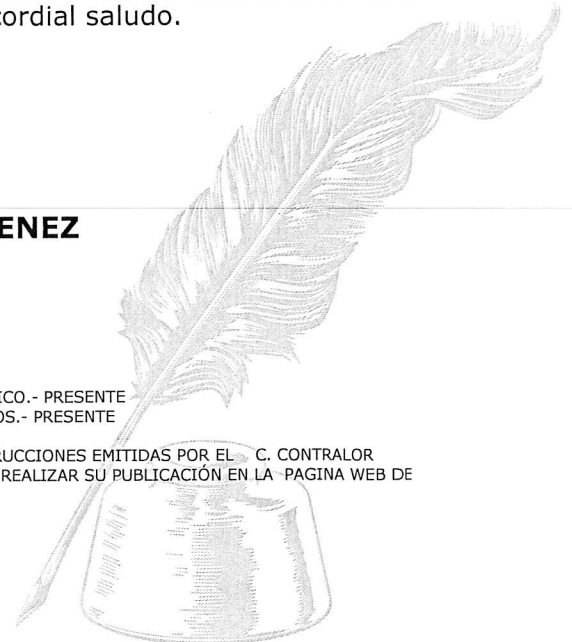 cordial saludo.
ENEZ
ICO.- PRESENTE
OS.- PRESENTE
RUCCIONES EMITIDAS POR EL C. CONTRALOR
REALIZAR SU PUBLICACIÓN EN LA PAGINA WEB DE